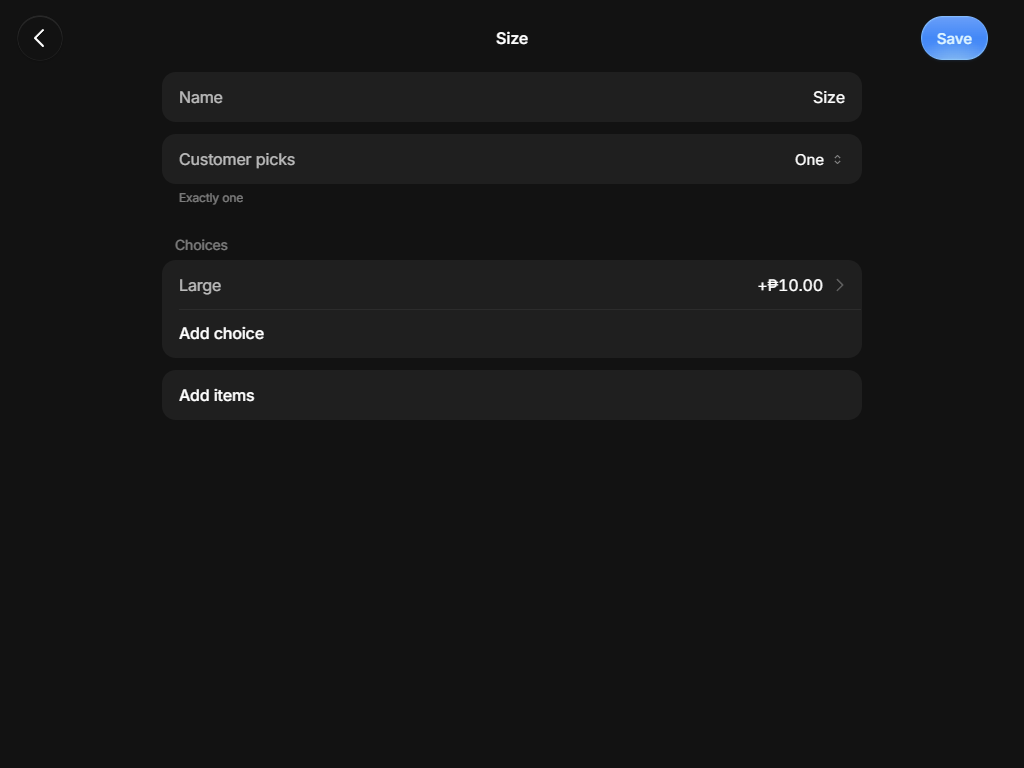 Size
Save
Name Size
Customer picks One
Exactly one
Choices
Large +₱10.00
Add choice
Add items